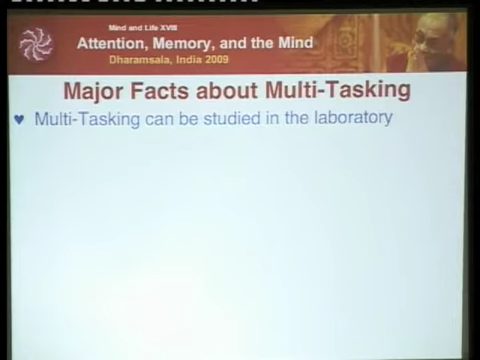 Mind and Life XVIII
Attention, Memory, and the Mind
Dharamsala, India 2009
Major Facts about Multi-Tasking
♥ Multi-Tasking can be studied in the laboratory